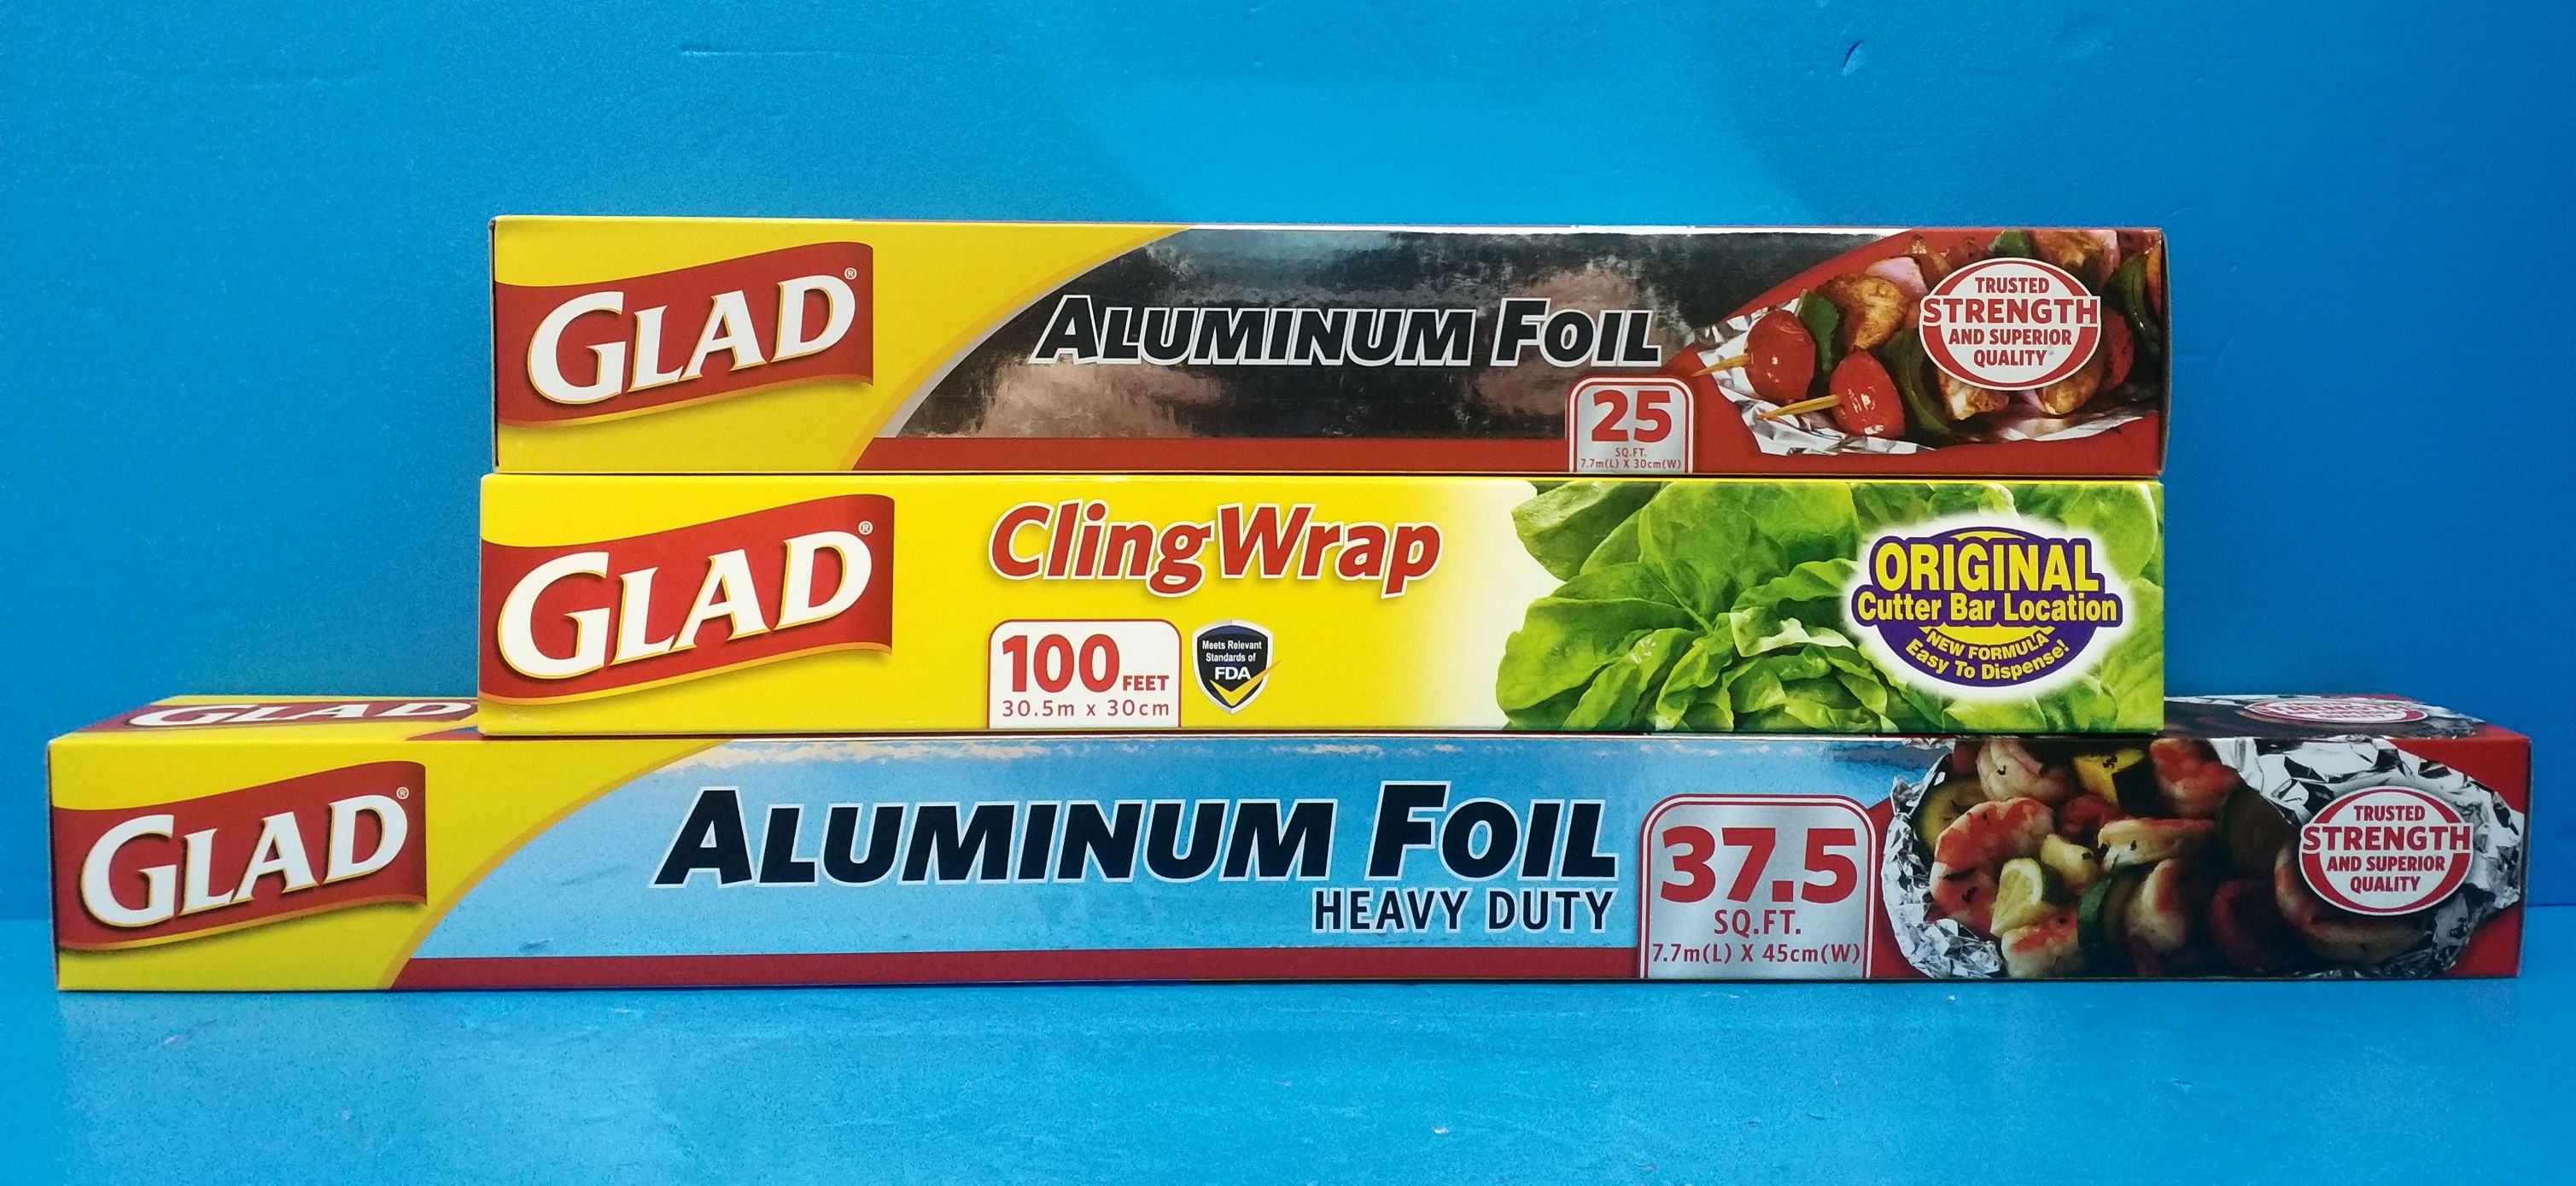 GLAD®
ALUMINUM FOIL
25
SQ.FT.
7.7m(L) X 30cm(W)
TRUSTED
STRENGTH
AND SUPERIOR
QUALITY
GLAD®
ClingWrap
100 FEET
30.5m x 30cm
Meets Relevant
Standards of
FDA
ORIGINAL
Cutter Bar Location
NEW FORMULA
Easy To Dispense!
GLAD
GLAD®
ALUMINUM FOIL
HEAVY DUTY
37.5
SQ.FT.
7.7m(L) X 45cm(W)
TRUSTED
STRENGTH
AND SUPERIOR
QUALITY